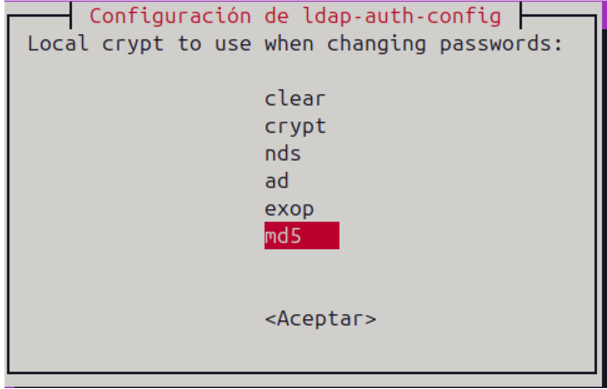 Configuración de ldap-auth-config
Local crypt to use when changing passwords:
clear
crypt
nds
ad
exop
md5
<Aceptar>